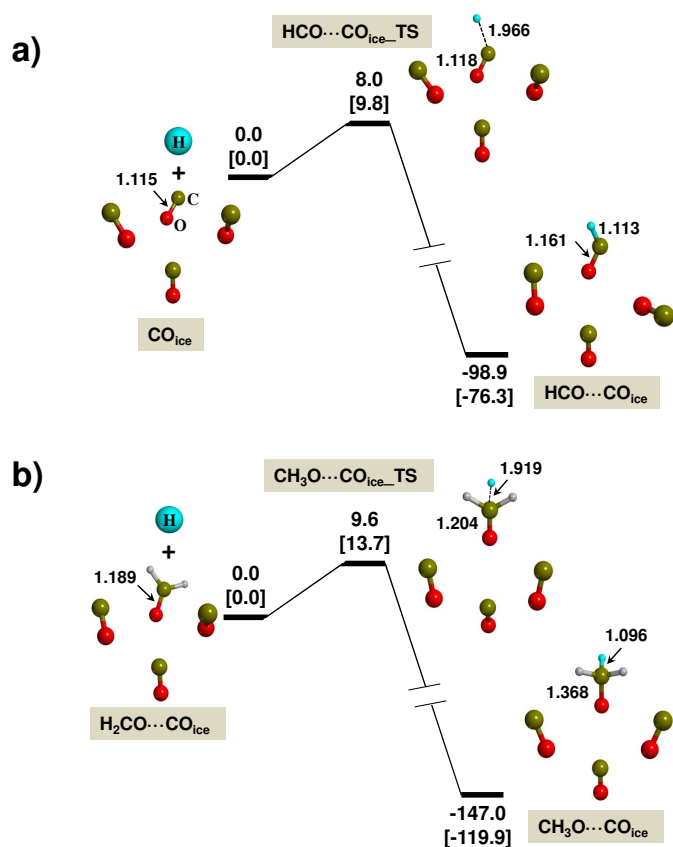 a)
HCO···CO_ice_TS
1.966
1.118
8.0
[9.8]
0.0
[0.0]
H
+
1.115
C
O
CO_ice
1.161
1.113
-98.9
[-76.3]
HCO···CO_ice
b)
CH₃O···CO_ice_TS
1.919
1.204
9.6
[13.7]
H
+
0.0
[0.0]
1.189
H₂CO···CO_ice
1.096
1.368
-147.0
[-119.9]
CH₃O···CO_ice